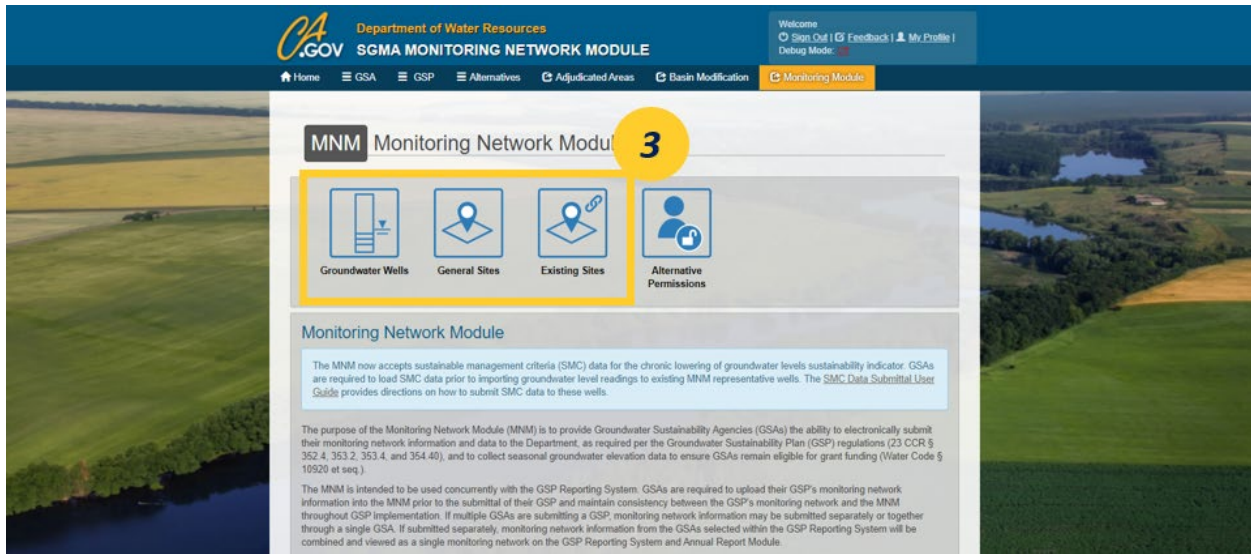 CA
.GOV
Department of Water Resources
SGMA MONITORING NETWORK MODULE
Welcome
Sign Out | Feedback | My Profile |
Debug Mode:
Home GSA GSP Alternatives Adjudicated Areas Basin Modification Monitoring Module
MNM Monitoring Network Modul
3
Groundwater Wells General Sites Existing Sites Alternative
Permissions
Monitoring Network Module
The MNM now accepts sustainable management criteria (SMC) data for the chronic lowering of groundwater levels sustainability indicator. GSAs
are required to load SMC data prior to importing groundwater level readings to existing MNM representative wells. The SMC Data Submittal User
Guide provides directions on how to submit SMC data to these wells.
The purpose of the Monitoring Network Module (MNM) is to provide Groundwater Sustainability Agencies (GSAs) the ability to electronically submit
their monitoring network information and data to the Department, as required per the Groundwater Sustainability Plan (GSP) regulations (23 CCR §
352.4, 353.2, 353.4, and 354.40), and to collect seasonal groundwater elevation data to ensure GSAs remain eligible for grant funding (Water Code §
10920 et seq.).
The MNM is intended to be used concurrently with the GSP Reporting System. GSAs are required to upload their GSP's monitoring network
information into the MNM prior to the submittal of their GSP and maintain consistency between the GSP's monitoring network and the MNM
throughout GSP implementation. If multiple GSAs are submitting a GSP, monitoring network information may be submitted separately or together
through a single GSA. If submitted separately, monitoring network information from the GSAs selected within the GSP Reporting System will be
combined and viewed as a single monitoring network on the GSP Reporting System and Annual Report Module.